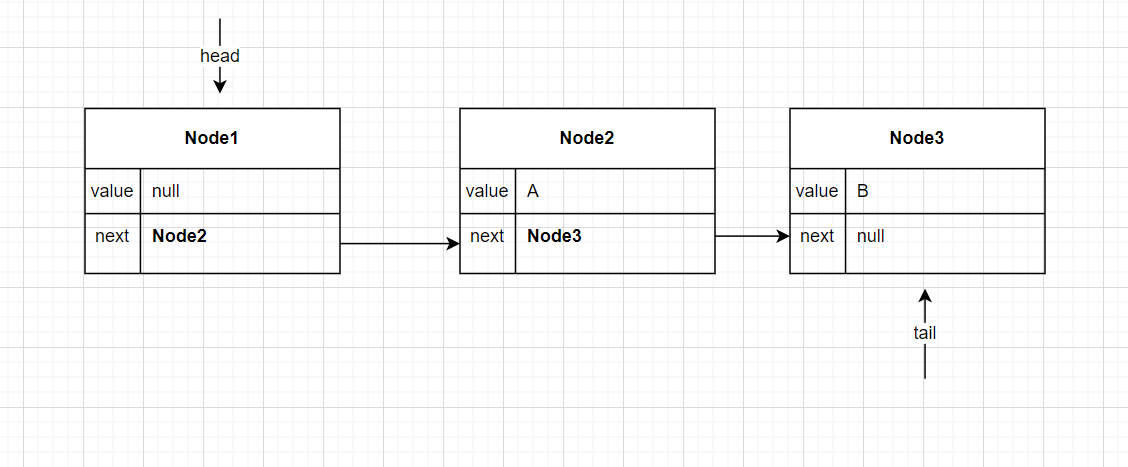 head
Node1
value null
next Node2
Node2
value A
next Node3
Node3
value B
next null
tail